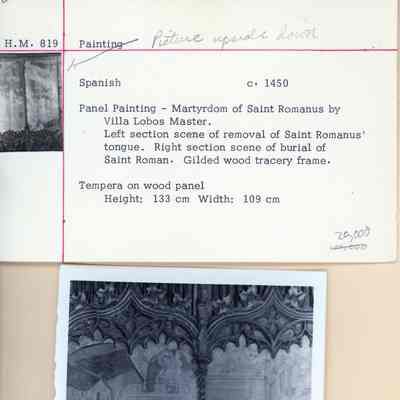 H.M. 819 Painting Picture upside down
Spanish c. 1450
Panel Painting - Martyrdom of Saint Romanus by
Villa Lobos Master.
Left section scene of removal of Saint Romanus'
tongue. Right section scene of burial of
Saint Roman. Gilded wood tracery frame.
Tempera on wood panel
Height: 133 cm Width: 109 cm
20,000